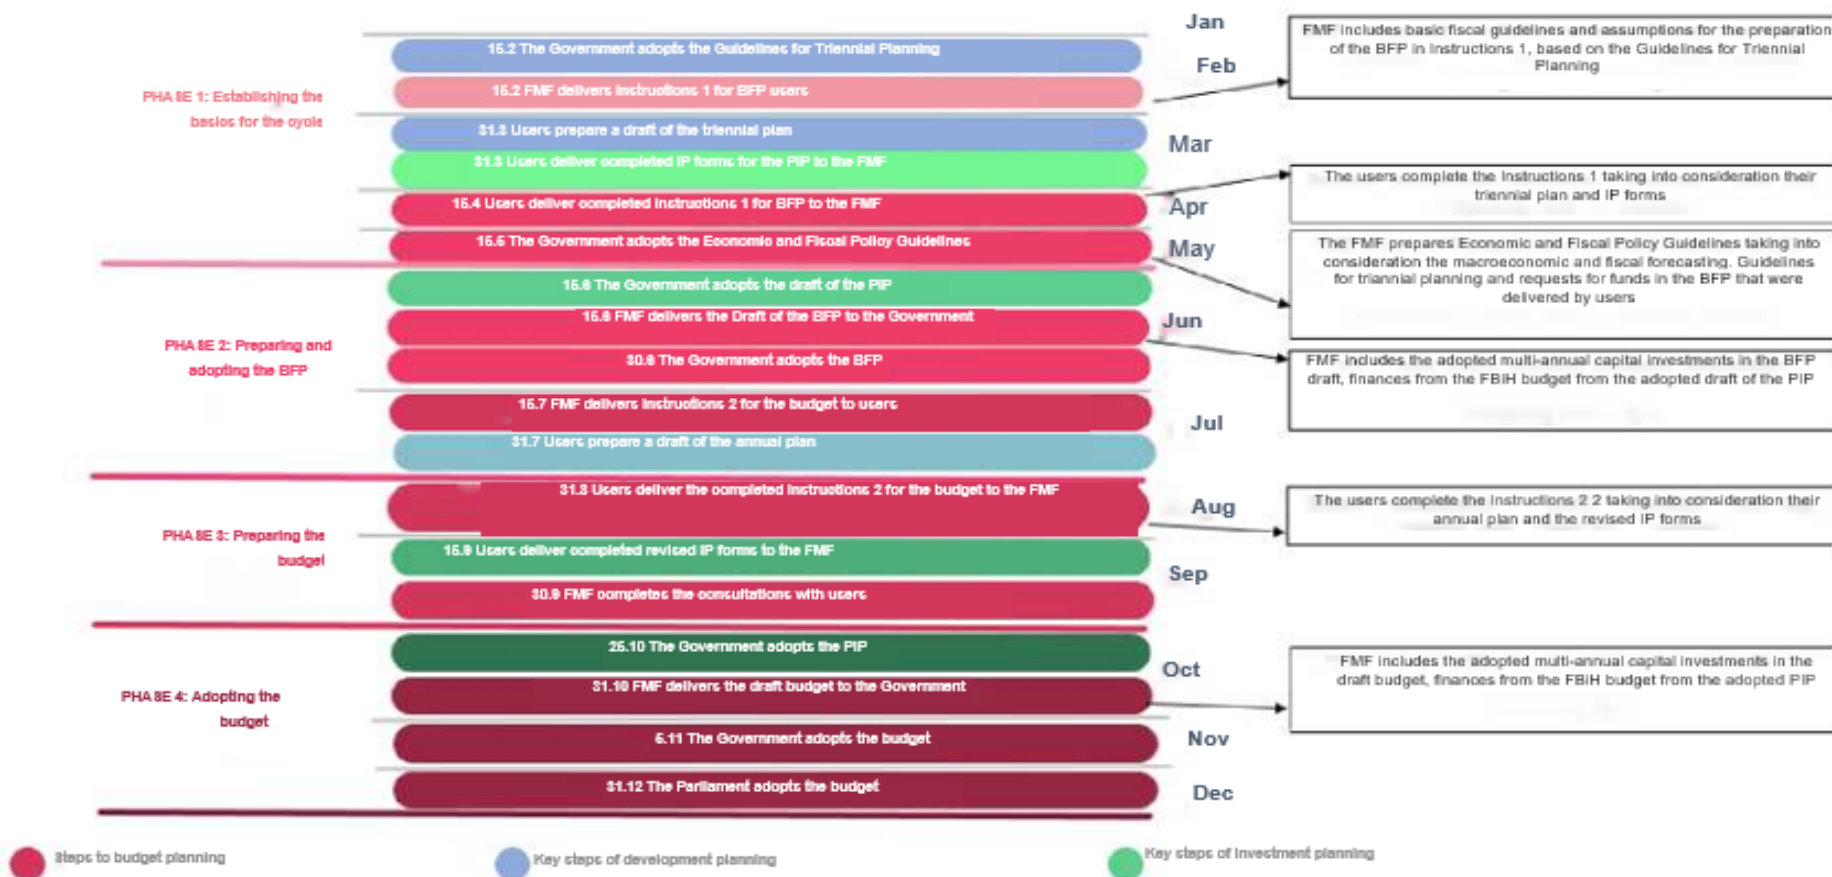 Jan
15.2 The Government adopts the Guidelines for Triennial Planning
Feb
15.2 FMF delivers Instructions 1 for BFP users
PHASE 1: Establishing the
basics for the cycle
31.3 Users prepare a draft of the triennial plan
Mar
31.3 Users deliver completed IP forms for the PIP to the FMF
15.4 Users deliver completed Instructions 1 for BFP to the FMF
Apr
15.5 The Government adopts the Economic and Fiscal Policy Guidelines
May
15.6 The Government adopts the draft of the PIP
15.6 FMF delivers the Draft of the BFP to the Government
Jun
PHASE 2: Preparing and
adopting the BFP
30.6 The Government adopts the BFP
15.7 FMF delivers Instructions 2 for the budget to users
Jul
31.7 Users prepare a draft of the annual plan
31.8 Users deliver the completed Instructions 2 for the budget to the FMF
Aug
PHASE 3: Preparing the
budget
15.9 Users deliver completed revised IP forms to the FMF
Sep
30.9 FMF completes the consultations with users
25.10 The Government adopts the PIP
Oct
31.10 FMF delivers the draft budget to the Government
PHASE 4: Adopting the
budget
5.11 The Government adopts the budget
Nov
31.12 The Parliament adopts the budget
Dec
FMF includes basic fiscal guidelines and assumptions for the preparation
of the BFP in Instructions 1, based on the Guidelines for Triennial
Planning
The users complete the Instructions 1 taking into consideration their
triennial plan and IP forms
The FMF prepares Economic and Fiscal Policy Guidelines taking into
consideration the macroeconomic and fiscal forecasting. Guidelines
for triannial planning and requests for funds in the BFP that were
delivered by users
FMF includes the adopted multi-annual capital investments in the BFP
draft, finances from the FBIH budget from the adopted draft of the PIP
The users complete the Instructions 2 2 taking into consideration their
annual plan and the revised IP forms
FMF includes the adopted multi-annual capital investments in the
draft budget, finances from the FBiH budget from the adopted PIP
Steps to budget planning
Key steps of development planning
Key steps of investment planning